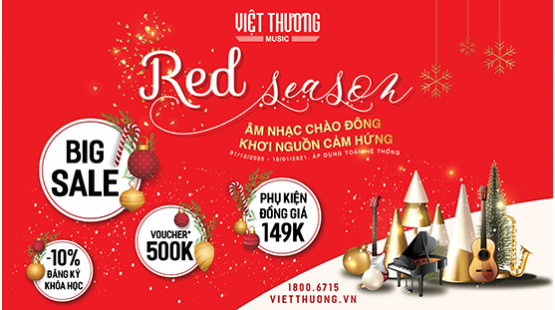 VIỆT THƯƠNG
MUSIC
Red season
ÂM NHẠC CHÀO ĐÔNG
KHƠI NGUỒN CẢM HỨNG
01/12/2020 - 10/01/2021. ÁP DỤNG TOÀN HỆ THỐNG
BIG
SALE
VOUCHER*
500K
PHỤ KIỆN
ĐỒNG GIÁ
149K
-10%
ĐĂNG KÝ
KHÓA HỌC
1800.6715
VIETTHUONG.VN